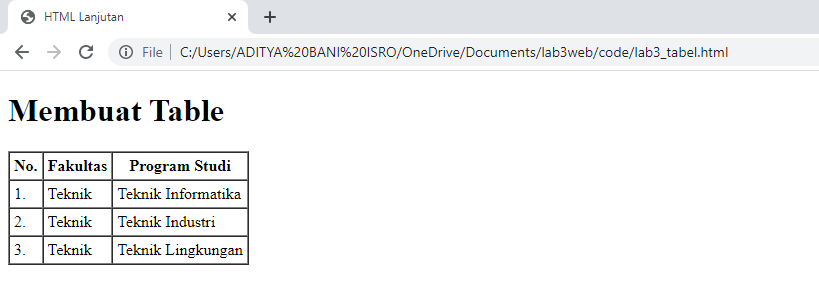 HTML Lanjutan
File C:/Users/ADITYA%20BANI%20ISRO/OneDrive/Documents/lab3web/code/lab3_tabel.html
Membuat Table
No. Fakultas Program Studi
1. Teknik Teknik Informatika
2. Teknik Teknik Industri
3. Teknik Teknik Lingkungan